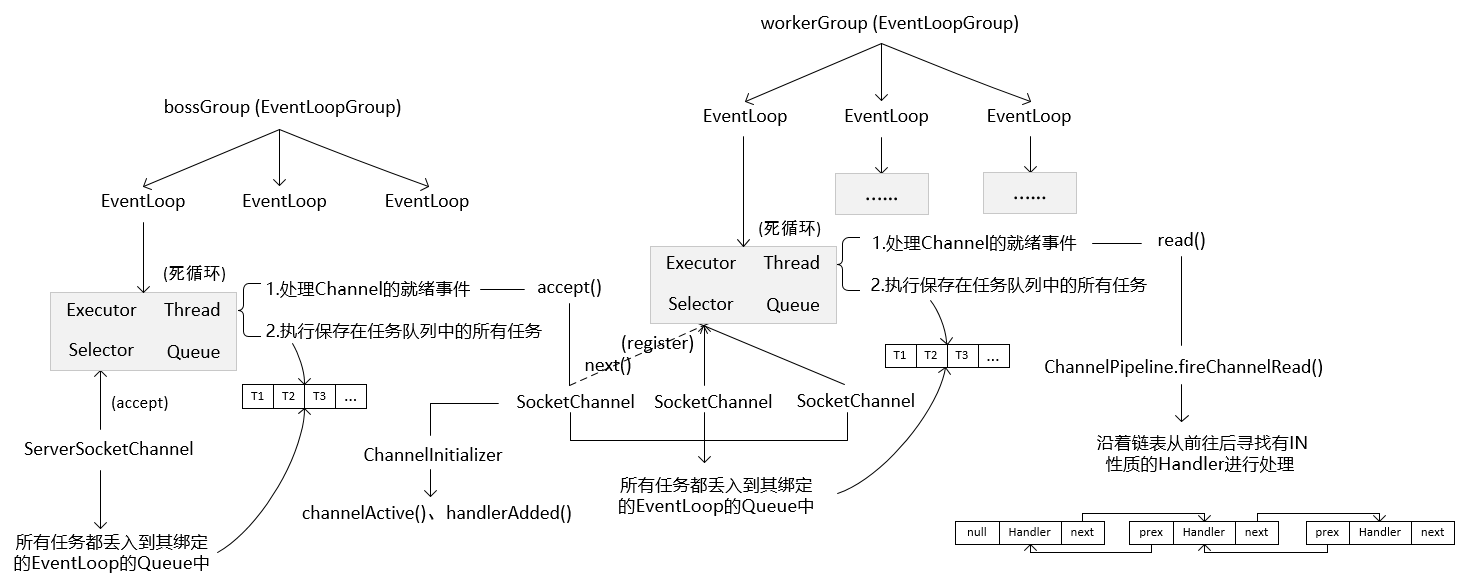 workerGroup (EventLoopGroup)
bossGroup (EventLoopGroup)
EventLoop
EventLoop
EventLoop
EventLoop
EventLoop
EventLoop
......
......
(死循环)
Executor
Thread
Selector
Queue
1.处理Channel的就绪事件
accept()
2.执行保存在任务队列中的所有任务
T1
T2
T3
...
(accept)
ServerSocketChannel
所有任务都丢入到其绑定
的EventLoop的Queue中
(死循环)
Executor
Thread
Selector
Queue
1.处理Channel的就绪事件
read()
2.执行保存在任务队列中的所有任务
T1
T2
T3
...
(register)
next()
SocketChannel
SocketChannel
SocketChannel
ChannelInitializer
channelActive()、handlerAdded()
所有任务都丢入到其绑定
的EventLoop的Queue中
ChannelPipeline.fireChannelRead()
沿着链表从前往后寻找有IN
性质的Handler进行处理
null
Handler
next
prex
Handler
next
prex
Handler
next